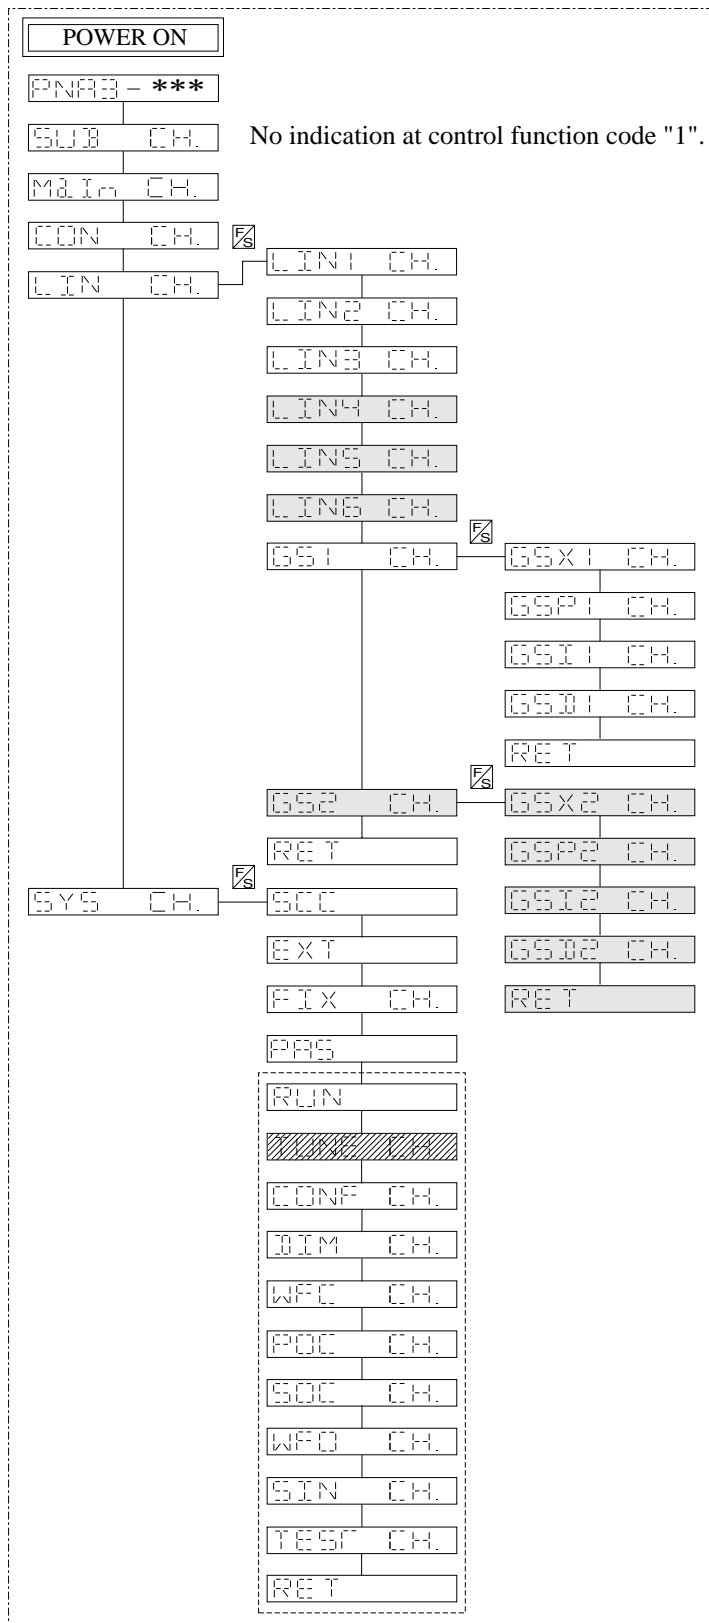 POWER ON
PNA3 - ***
SUB CH.
No indication at control function code "1".
MAIn CH.
CON CH.
F/S
LIN CH.
LIN1 CH.
LIN2 CH.
LIN3 CH.
LIN4 CH.
LIN5 CH.
LIN6 CH.
GS1 CH.
F/S
GSX1 CH.
GSP1 CH.
GSI1 CH.
GSD1 CH.
RET
GS2 CH.
F/S
GSX2 CH.
GSP2 CH.
GSI2 CH.
GSD2 CH.
RET
RET
SYS CH.
F/S
SCC
EXT
FIX CH.
PAS
RUN
TUNE CH
CONF CH.
DIM CH.
WFC CH.
POC CH.
SOC CH.
WFO CH.
SIN CH.
TEST CH.
RET